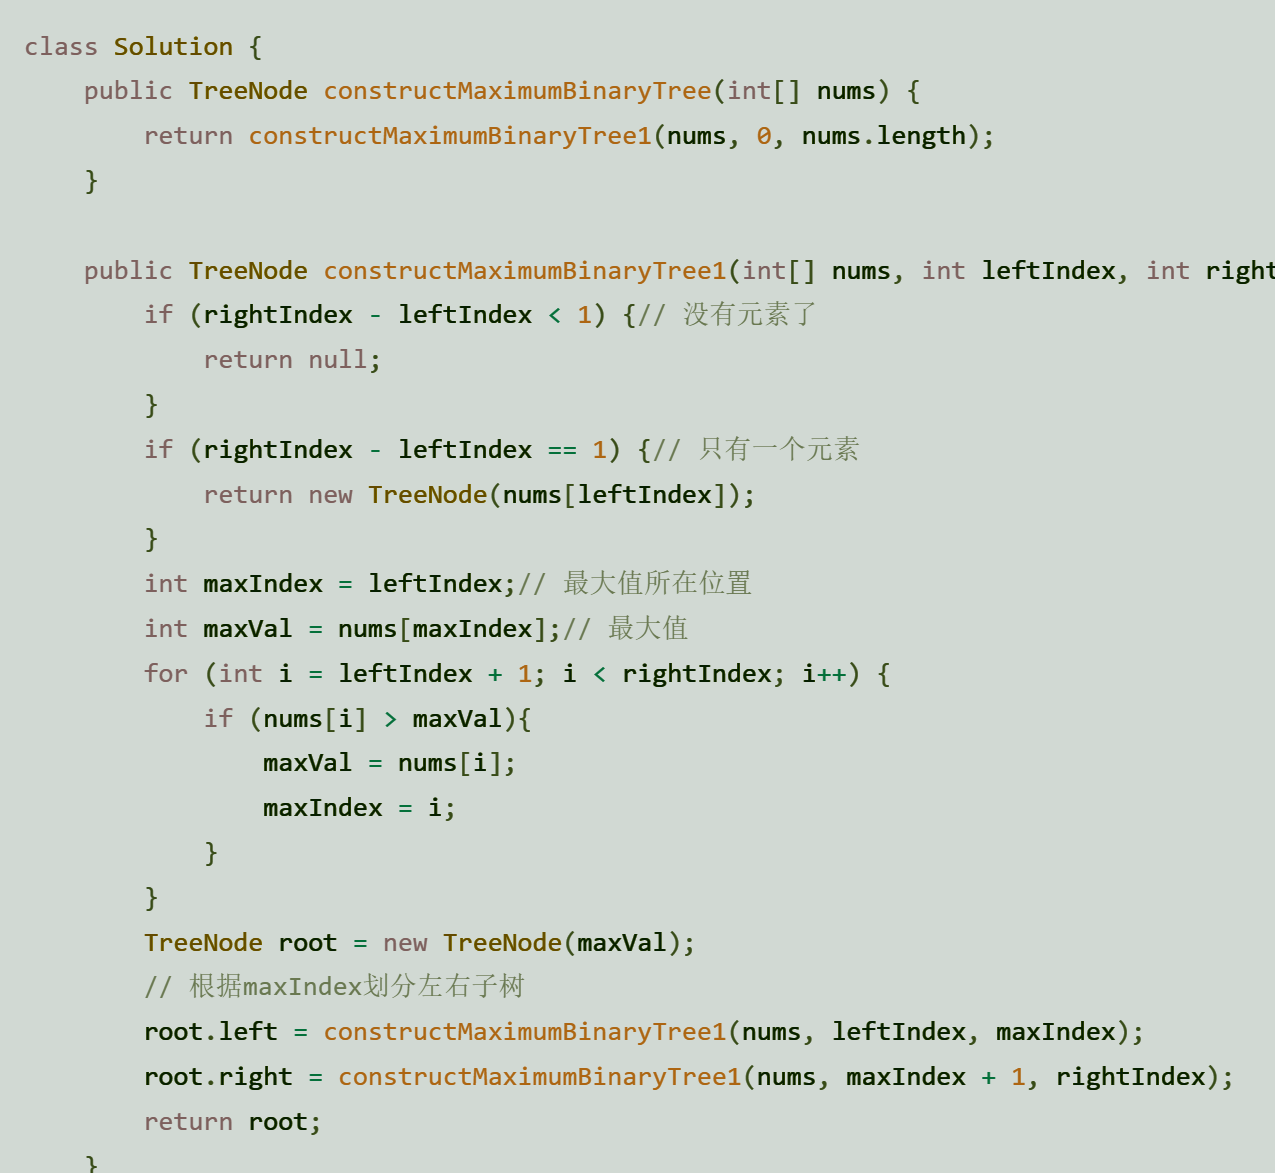 class Solution {
    public TreeNode constructMaximumBinaryTree(int[] nums) {
        return constructMaximumBinaryTree1(nums, 0, nums.length);
    }

    public TreeNode constructMaximumBinaryTree1(int[] nums, int leftIndex, int right
        if (rightIndex - leftIndex < 1) {// 没有元素了
            return null;
        }
        if (rightIndex - leftIndex == 1) {// 只有一个元素
            return new TreeNode(nums[leftIndex]);
        }
        int maxIndex = leftIndex;// 最大值所在位置
        int maxVal = nums[maxIndex];// 最大值
        for (int i = leftIndex + 1; i < rightIndex; i++) {
            if (nums[i] > maxVal){
                maxVal = nums[i];
                maxIndex = i;
            }
        }
        TreeNode root = new TreeNode(maxVal);
        // 根据maxIndex划分左右子树
        root.left = constructMaximumBinaryTree1(nums, leftIndex, maxIndex);
        root.right = constructMaximumBinaryTree1(nums, maxIndex + 1, rightIndex);
        return root;
    }